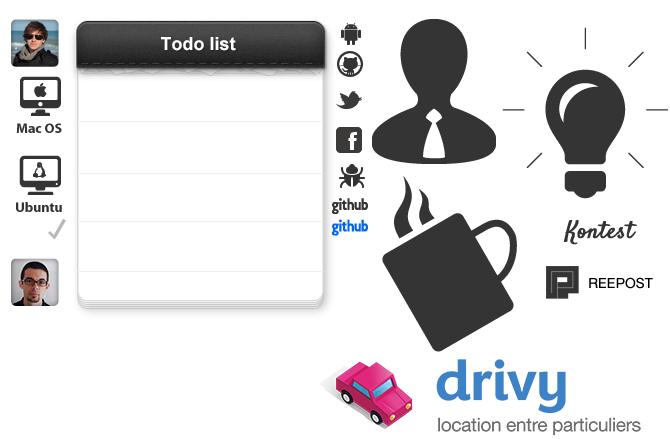 Todo list
Mac OS
Ubuntu
f
github
github
Kontest
REEPOST
drivy
location entre particuliers